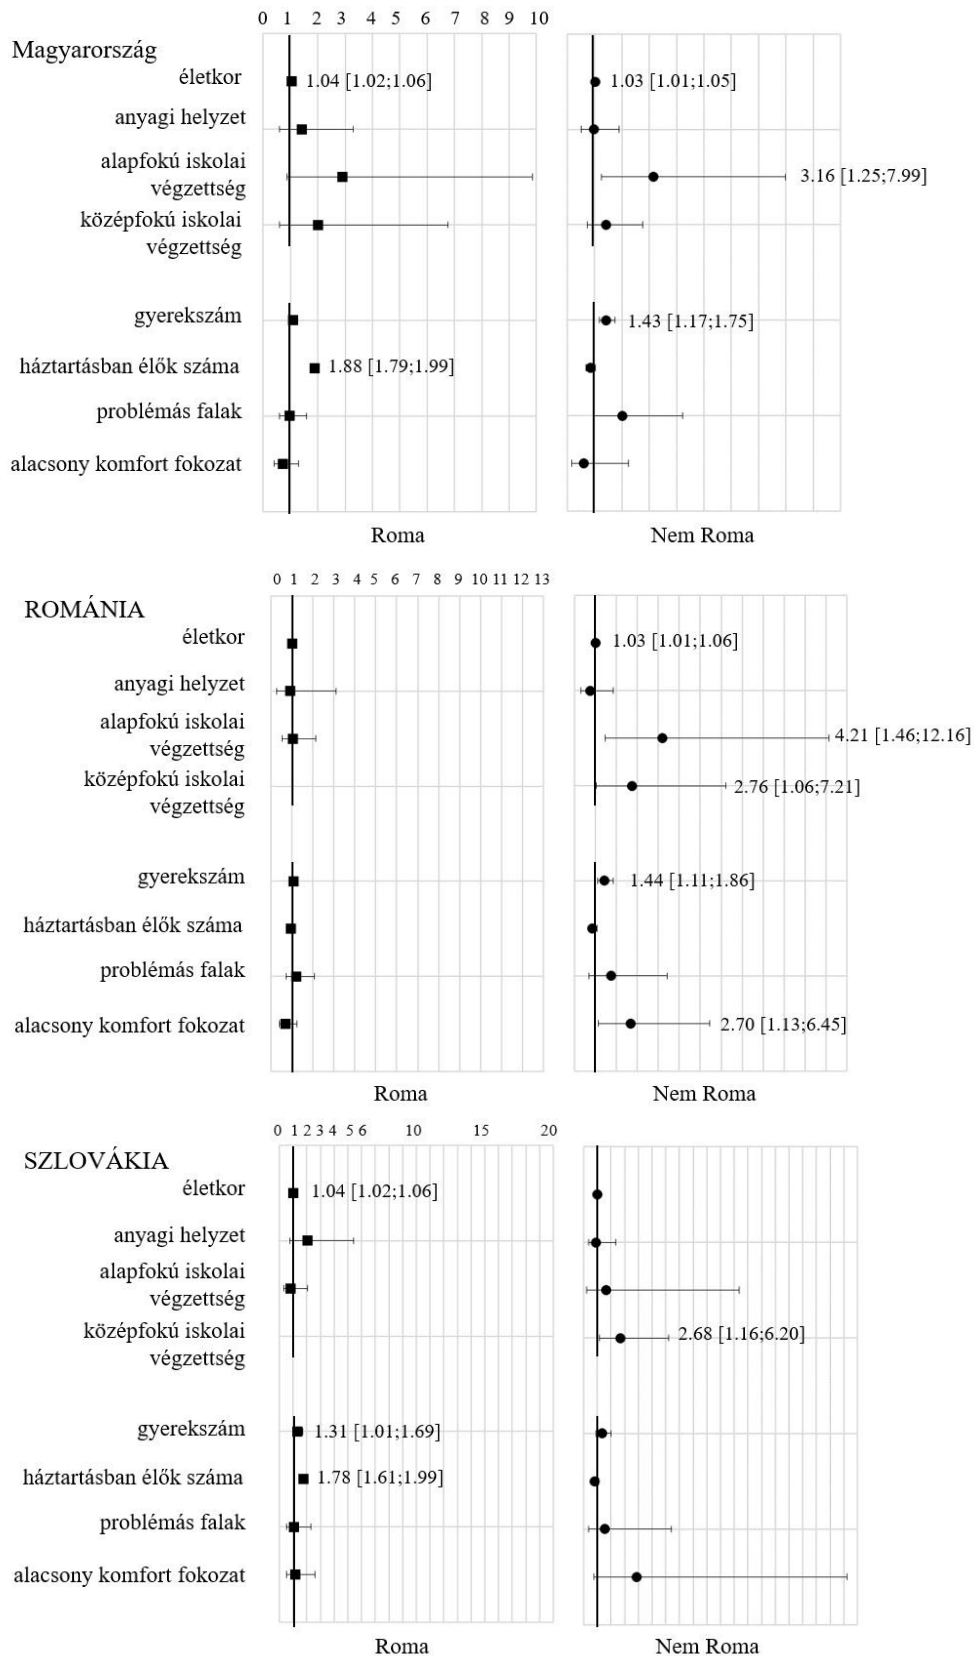 0 1 2 3 4 5 6 7 8 9 10
Magyarország
életkor
1.04 [1.02;1.06]
1.03 [1.01;1.05]
anyagi helyzet
alapfokú iskolai
végzettség
3.16 [1.25;7.99]
középfokú iskolai
végzettség
gyerekszám
1.43 [1.17;1.75]
háztartásban élők száma
1.88 [1.79;1.99]
problémás falak
alacsony komfort fokozat
Roma
Nem Roma
0 1 2 3 4 5 6 7 8 9 10 11 12 13
ROMÁNIA
életkor
1.03 [1.01;1.06]
anyagi helyzet
alapfokú iskolai
végzettség
4.21 [1.46;12.16]
középfokú iskolai
végzettség
2.76 [1.06;7.21]
gyerekszám
1.44 [1.11;1.86]
háztartásban élők száma
problémás falak
alacsony komfort fokozat
2.70 [1.13;6.45]
Roma
Nem Roma
0 1 2 3 4 5 6 10 15 20
SZLOVÁKIA
életkor
1.04 [1.02;1.06]
anyagi helyzet
alapfokú iskolai
végzettség
középfokú iskolai
végzettség
2.68 [1.16;6.20]
gyerekszám
1.31 [1.01;1.69]
háztartásban élők száma
1.78 [1.61;1.99]
problémás falak
alacsony komfort fokozat
Roma
Nem Roma